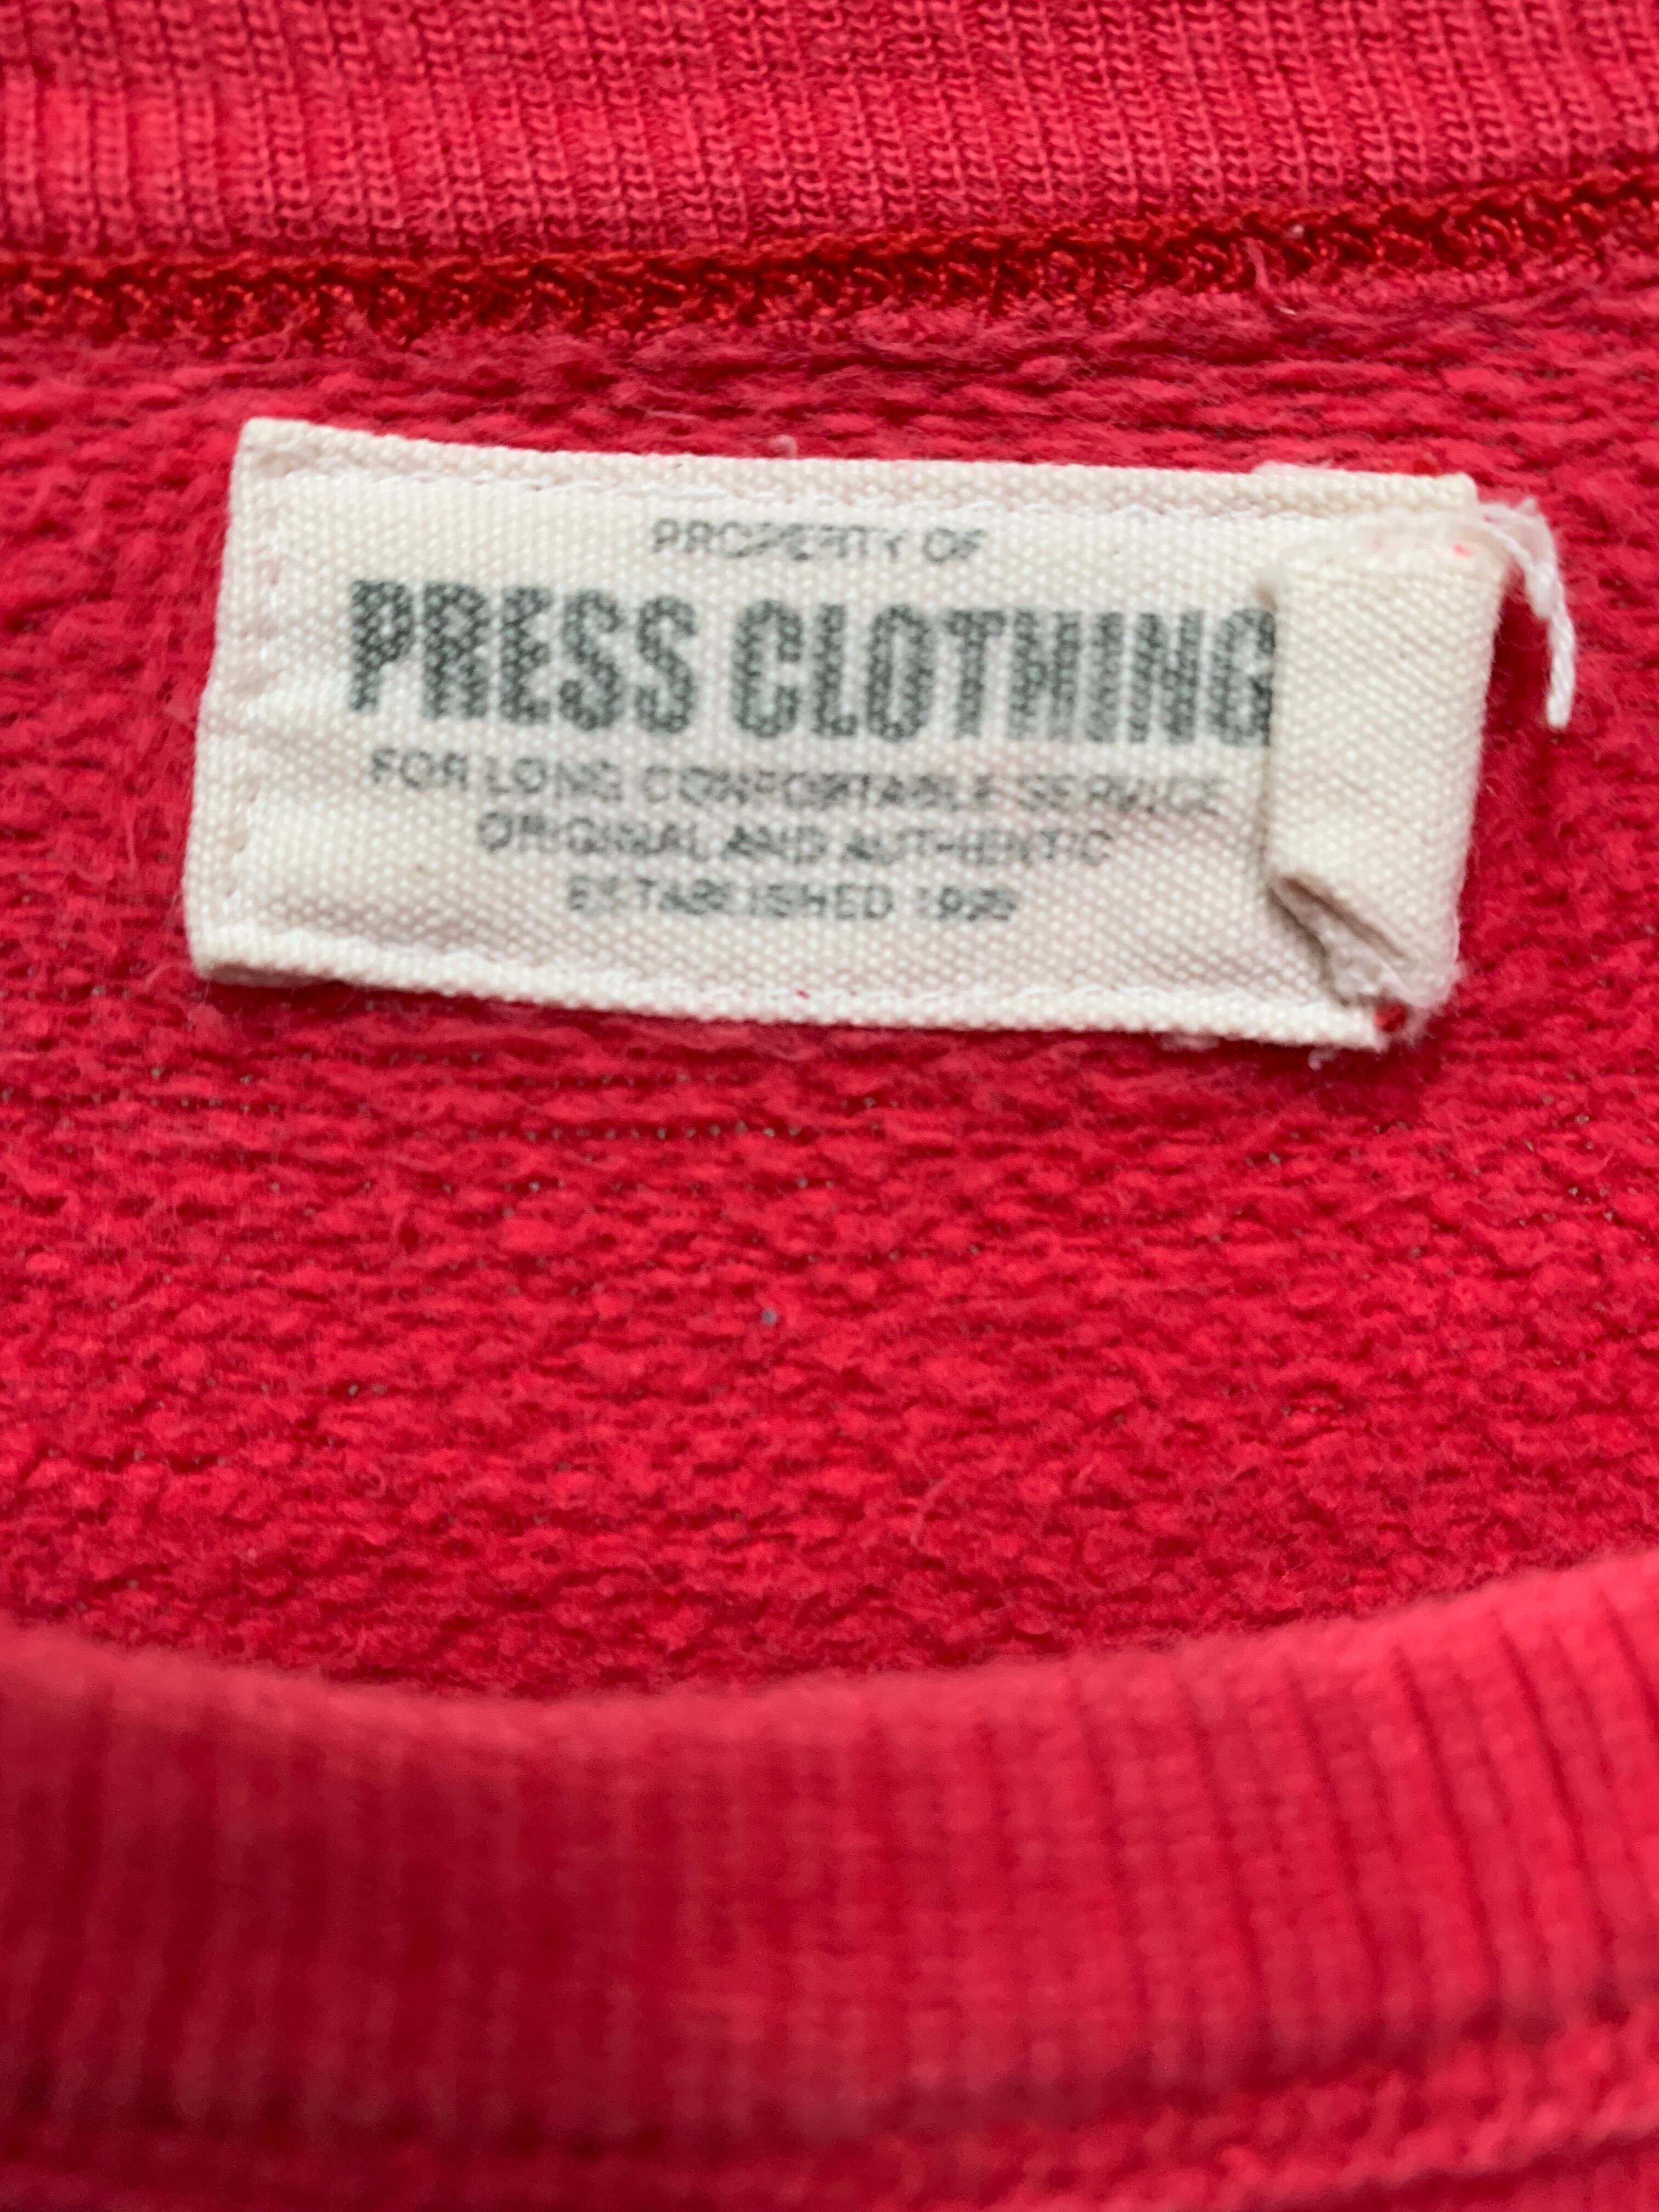 PROPERTY OF
PRESS CLOTHING
FOR LONG COMFORTABLE SERVICE
ORIGINAL AND AUTHENTIC
ESTABLISHED